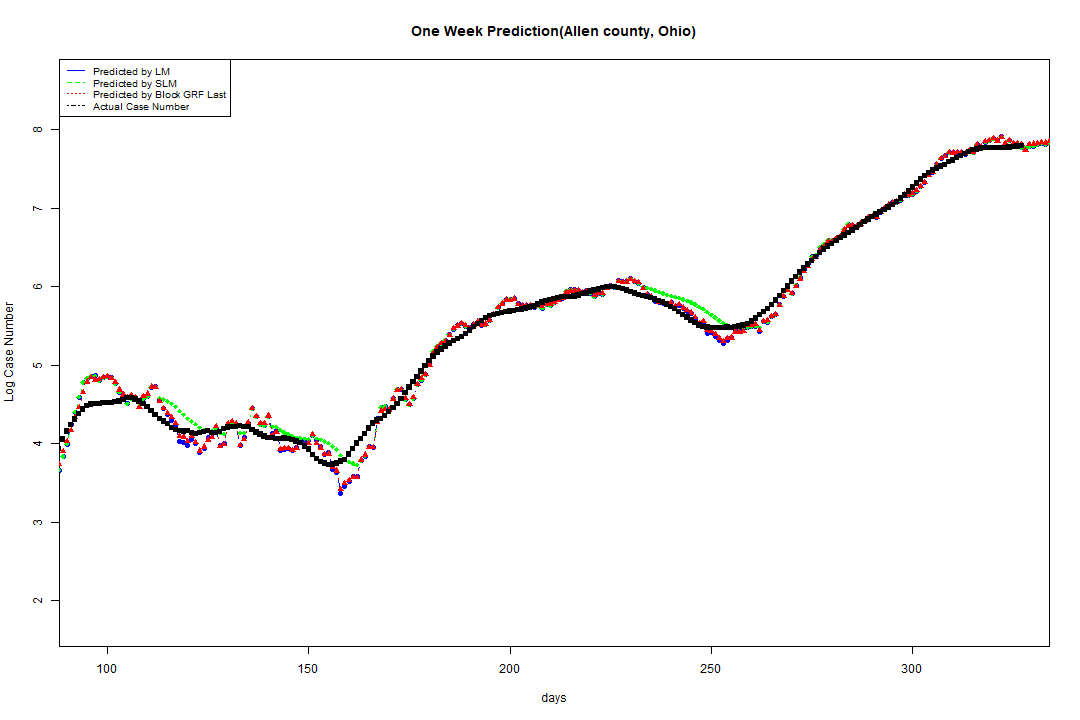 One Week Prediction(Allen county, Ohio)
Predicted by LM
Predicted by SLM
Predicted by Block GRF Last
Actual Case Number
8
7
6
5
4
3
2
Log Case Number
100 150 200 250 300
days